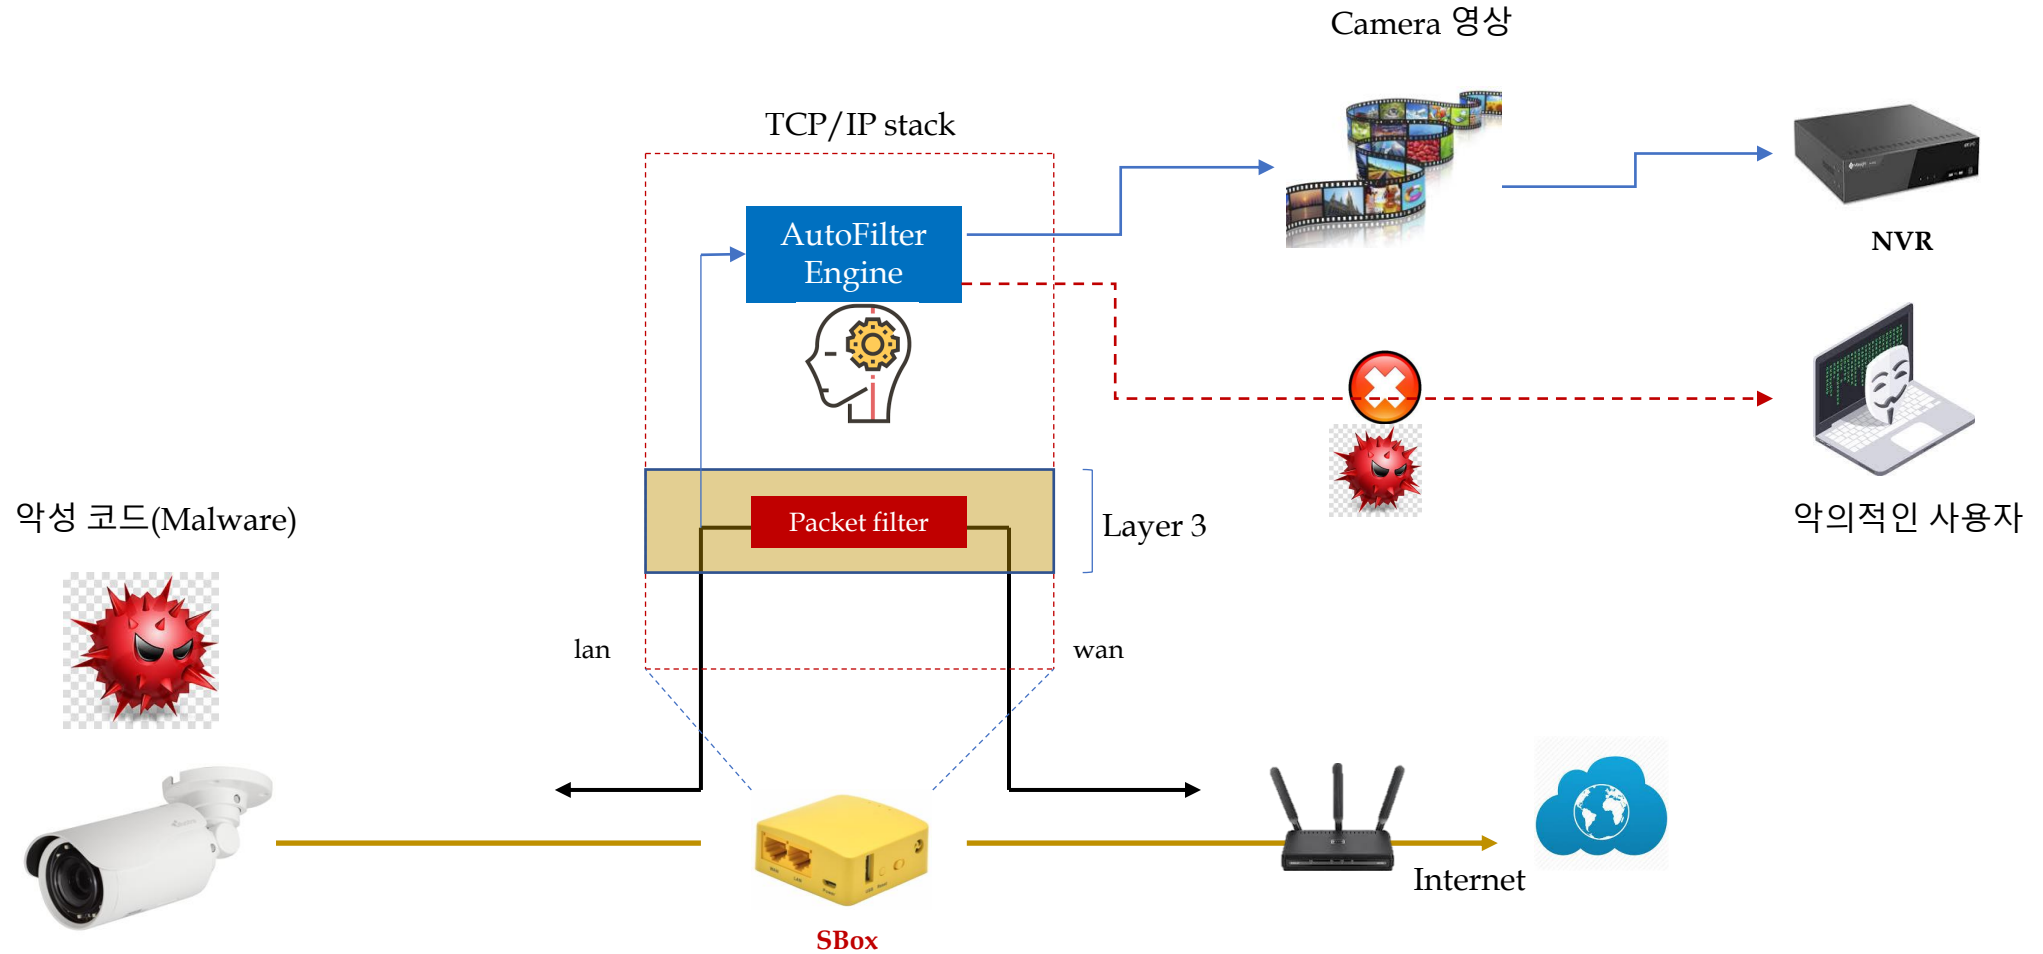 Camera 영상
TCP/IP stack
AutoFilter
Engine
NVR
Packet filter
Layer 3
악성 코드(Malware)
악의적인 사용자
lan
wan
Internet
SBox